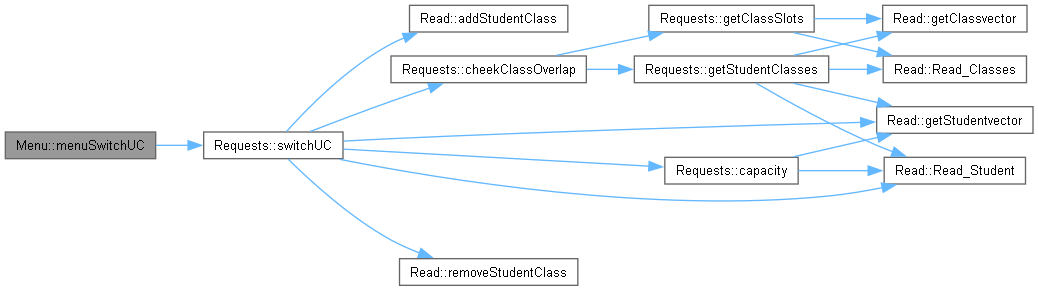 Menu::menuSwitchUC
Requests::switchUC
Read::addStudentClass
Requests::cheekClassOverlap
Requests::getClassSlots
Requests::getStudentClasses
Read::getClassvector
Read::Read_Classes
Read::getStudentvector
Requests::capacity
Read::Read_Student
Read::removeStudentClass